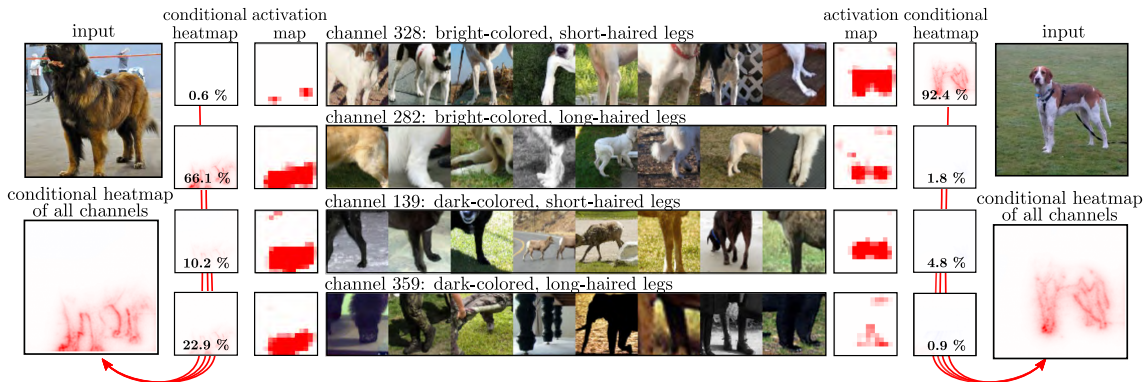 input
conditional activation
heatmap map
channel 328: bright-colored, short-haired legs
activation conditional
map heatmap
input
0.6 %
92.4 %
channel 282: bright-colored, long-haired legs
66.1 %
1.8 %
conditional heatmap
of all channels
channel 139: dark-colored, short-haired legs
conditional heatmap
of all channels
10.2 %
4.8 %
channel 359: dark-colored, long-haired legs
22.9 %
0.9 %